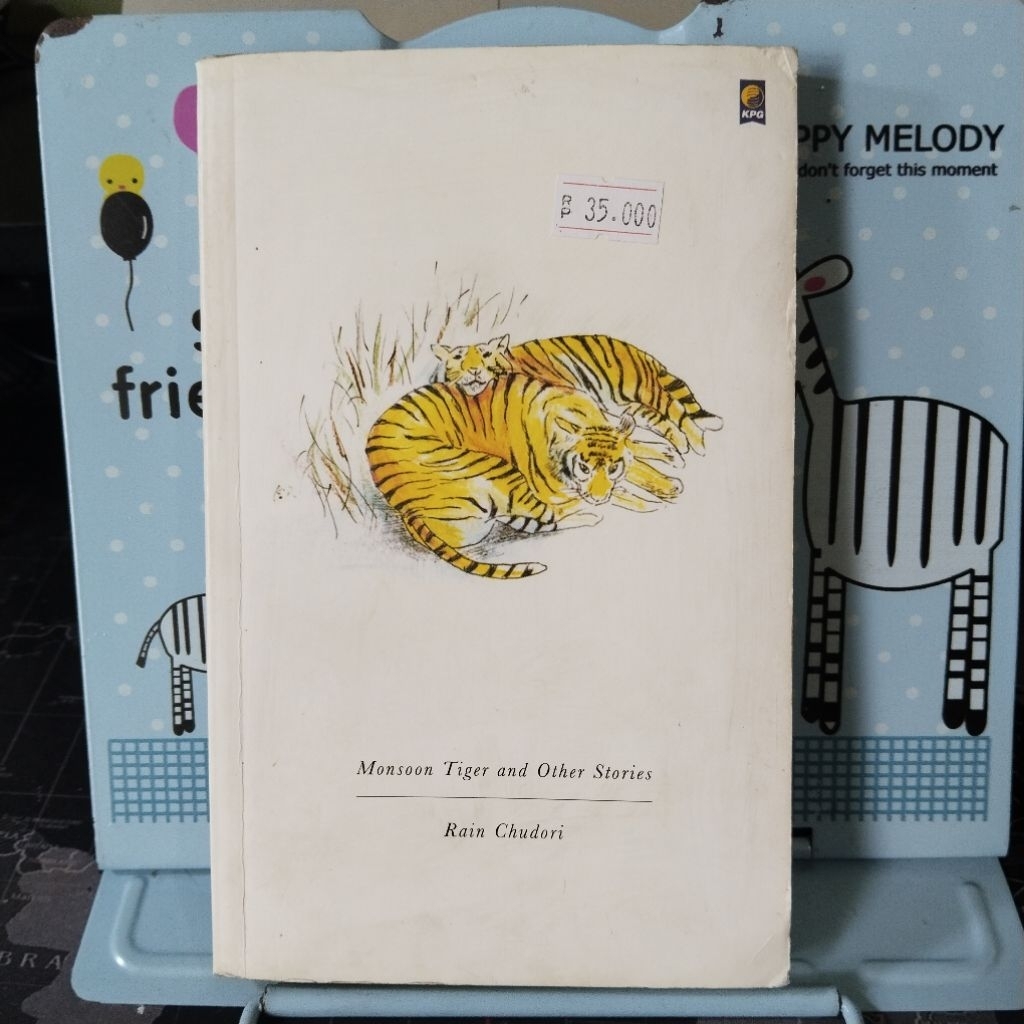 KPG
PPY MELODY
don't forget this moment
RP 35.000
frie
Monsoon Tiger and Other Stories
Rain Chudori
BRA